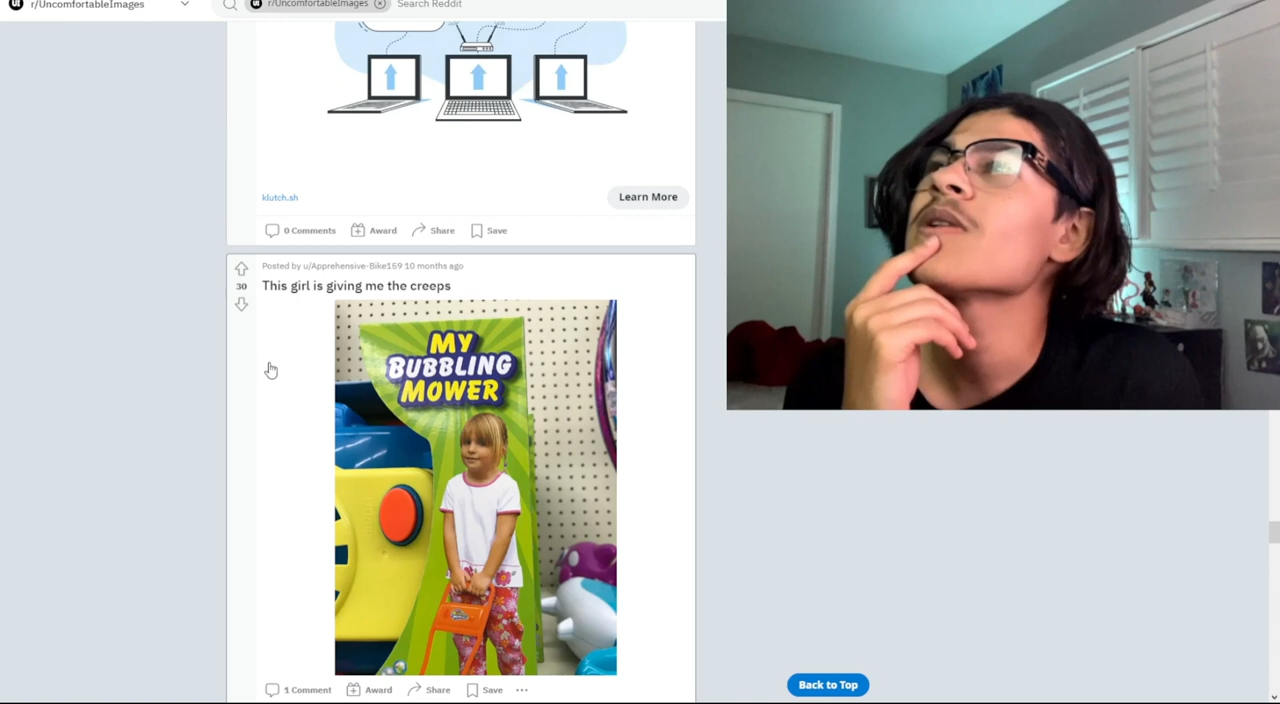 r/UncomfortableImages
r/UncomfortableImages
Search Reddit
klutch.sh
Learn More
0 Comments
Award
Share
Save
Posted by u/Apprehensive-Bike159 10 months ago
30
This girl is giving me the creeps
MY
BUBBLING
MOWER
1 Comment
Award
Share
Save
Back to Top